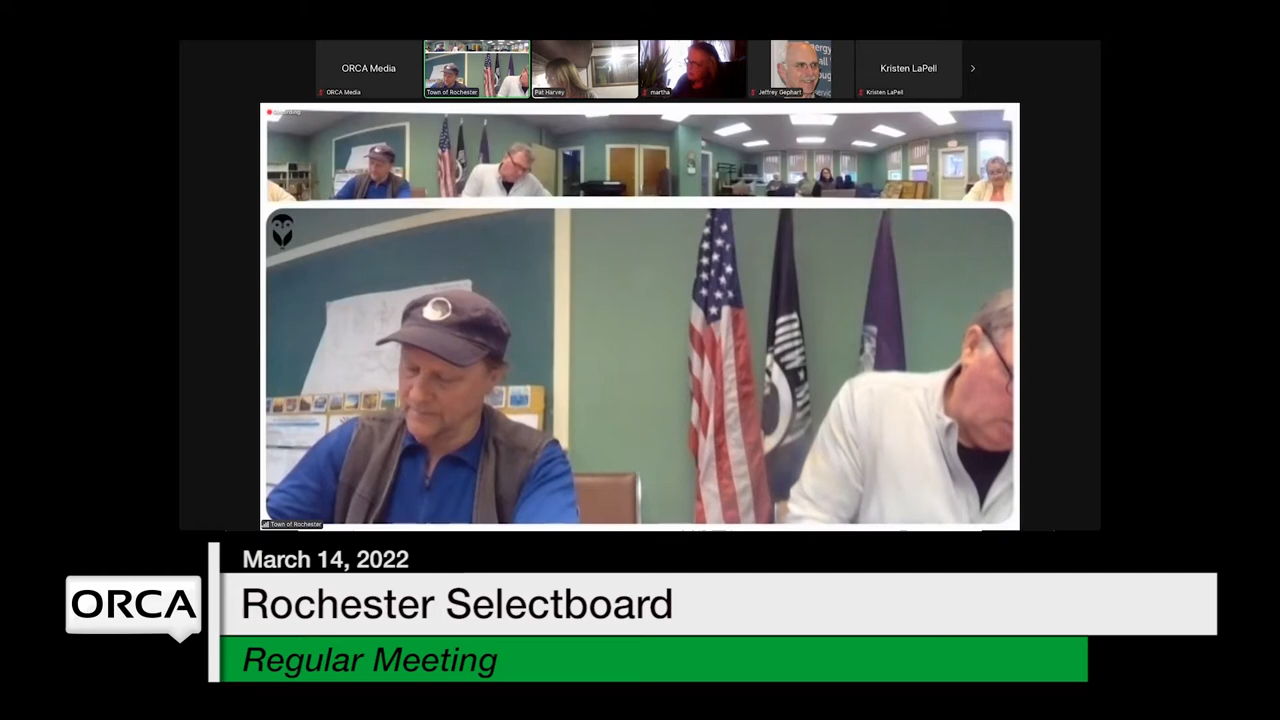 ORCA Media
Kristen LaPell
ORCA Media
Town of Rochester
Pat Harvey
martha
Jeffrey Gephart
Kristen LaPell
Town of Rochester
March 14, 2022
ORCA
Rochester Selectboard
Regular Meeting